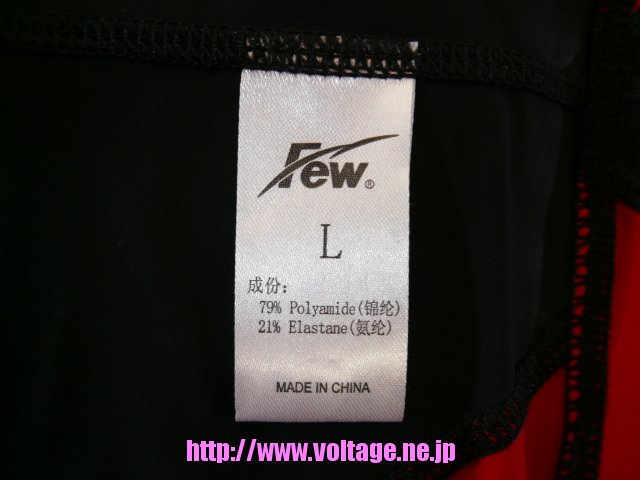 Few®
L
成份:
79% Polyamide(锦纶)
21% Elastane(氨纶)
MADE IN CHINA
http://www.voltage.ne.jp